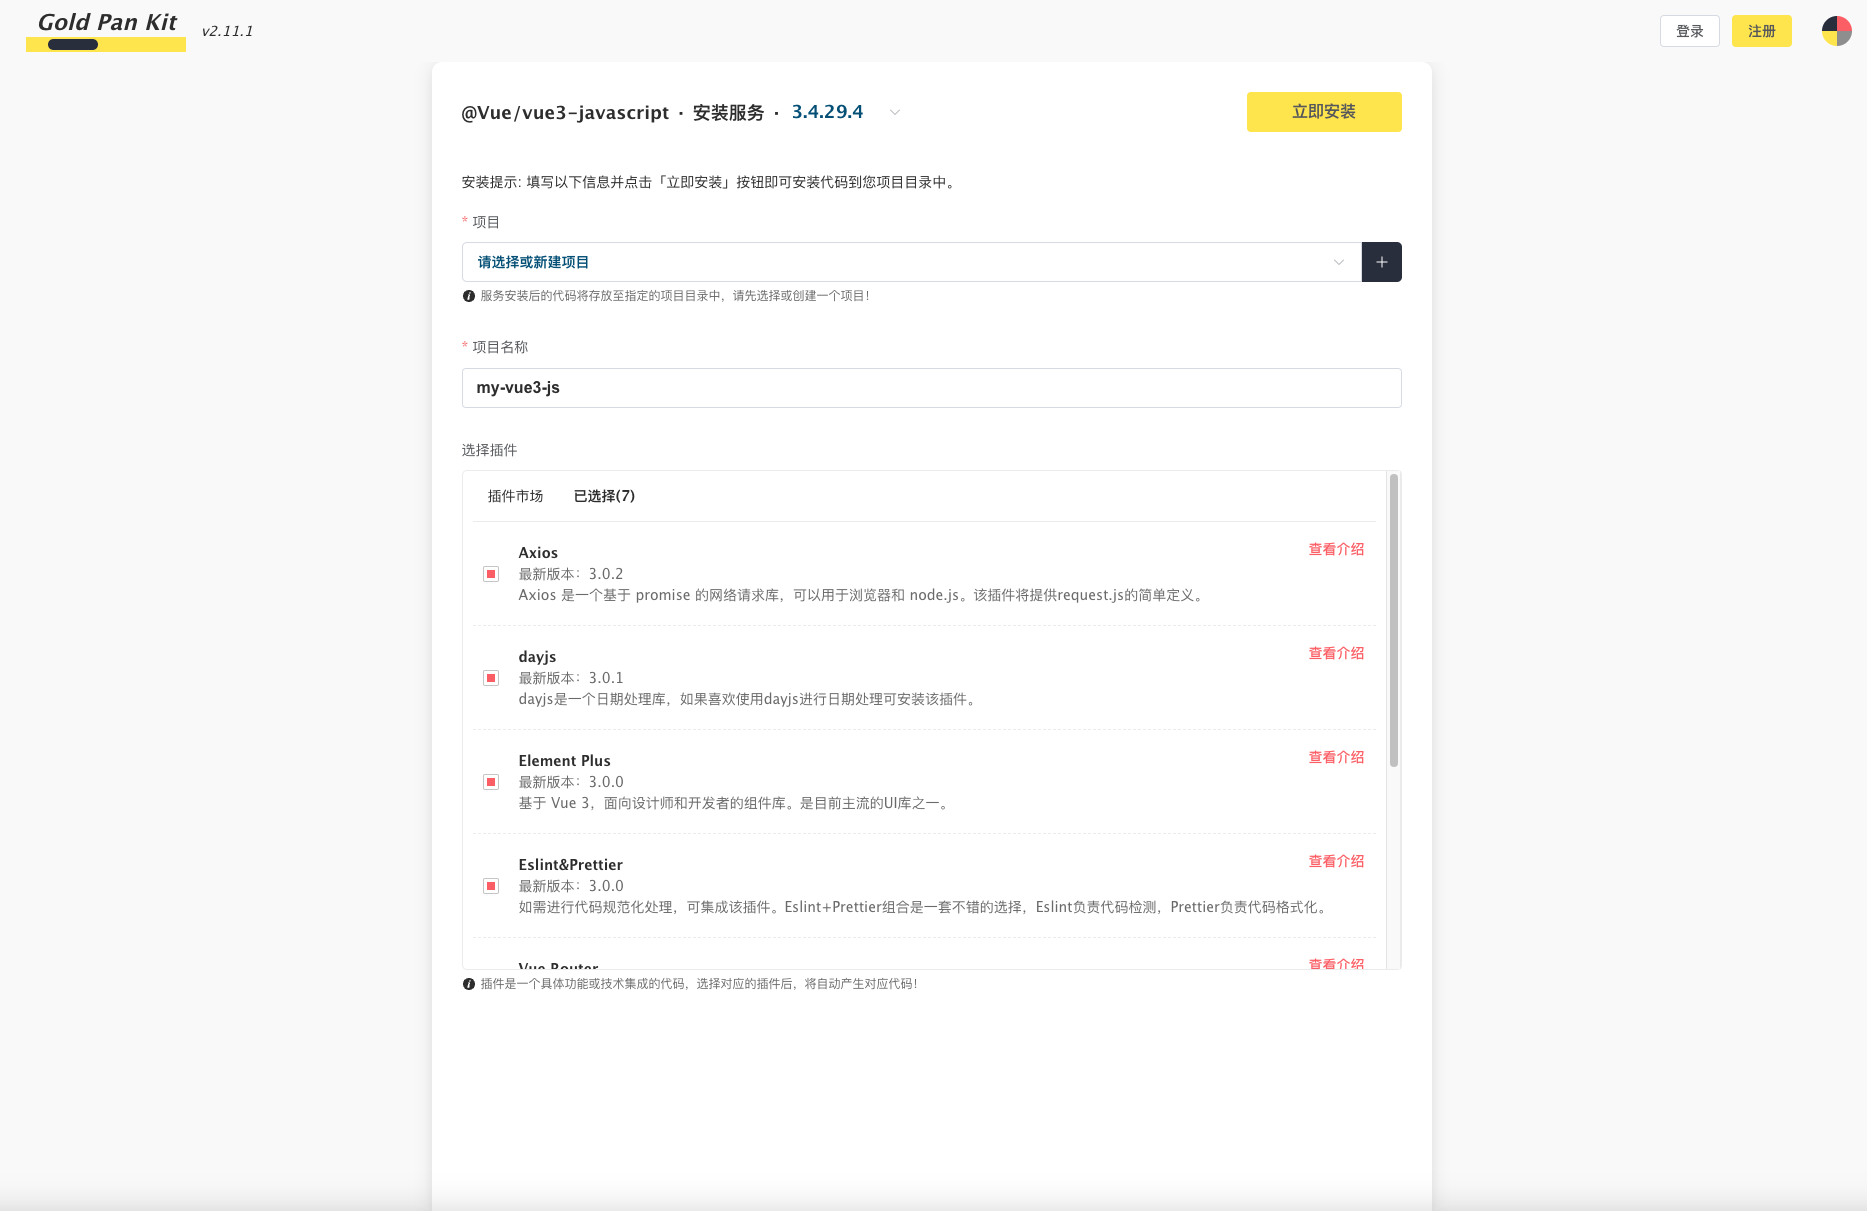 Gold Pan Kit
v2.11.1
登录
注册
@Vue/vue3-javascript · 安装服务 · 3.4.29.4
立即安装
安装提示: 填写以下信息并点击「立即安装」按钮即可安装代码到您项目目录中。
* 项目
请选择或新建项目
服务安装后的代码将存放至指定的项目目录中，请先选择或创建一个项目！
* 项目名称
my-vue3-js
选择插件
插件市场
已选择(7)
Axios
查看介绍
最新版本：3.0.2
Axios 是一个基于 promise 的网络请求库，可以用于浏览器和 node.js。该插件将提供request.js的简单定义。
dayjs
查看介绍
最新版本：3.0.1
dayjs是一个日期处理库，如果喜欢使用dayjs进行日期处理可安装该插件。
Element Plus
查看介绍
最新版本：3.0.0
基于 Vue 3，面向设计师和开发者的组件库。是目前主流的UI库之一。
Eslint&Prettier
查看介绍
最新版本：3.0.0
如需进行代码规范化处理，可集成该插件。Eslint+Prettier组合是一套不错的选择，Eslint负责代码检测，Prettier负责代码格式化。
Vue Router
查看介绍
插件是一个具体功能或技术集成的代码，选择对应的插件后，将自动产生对应代码！